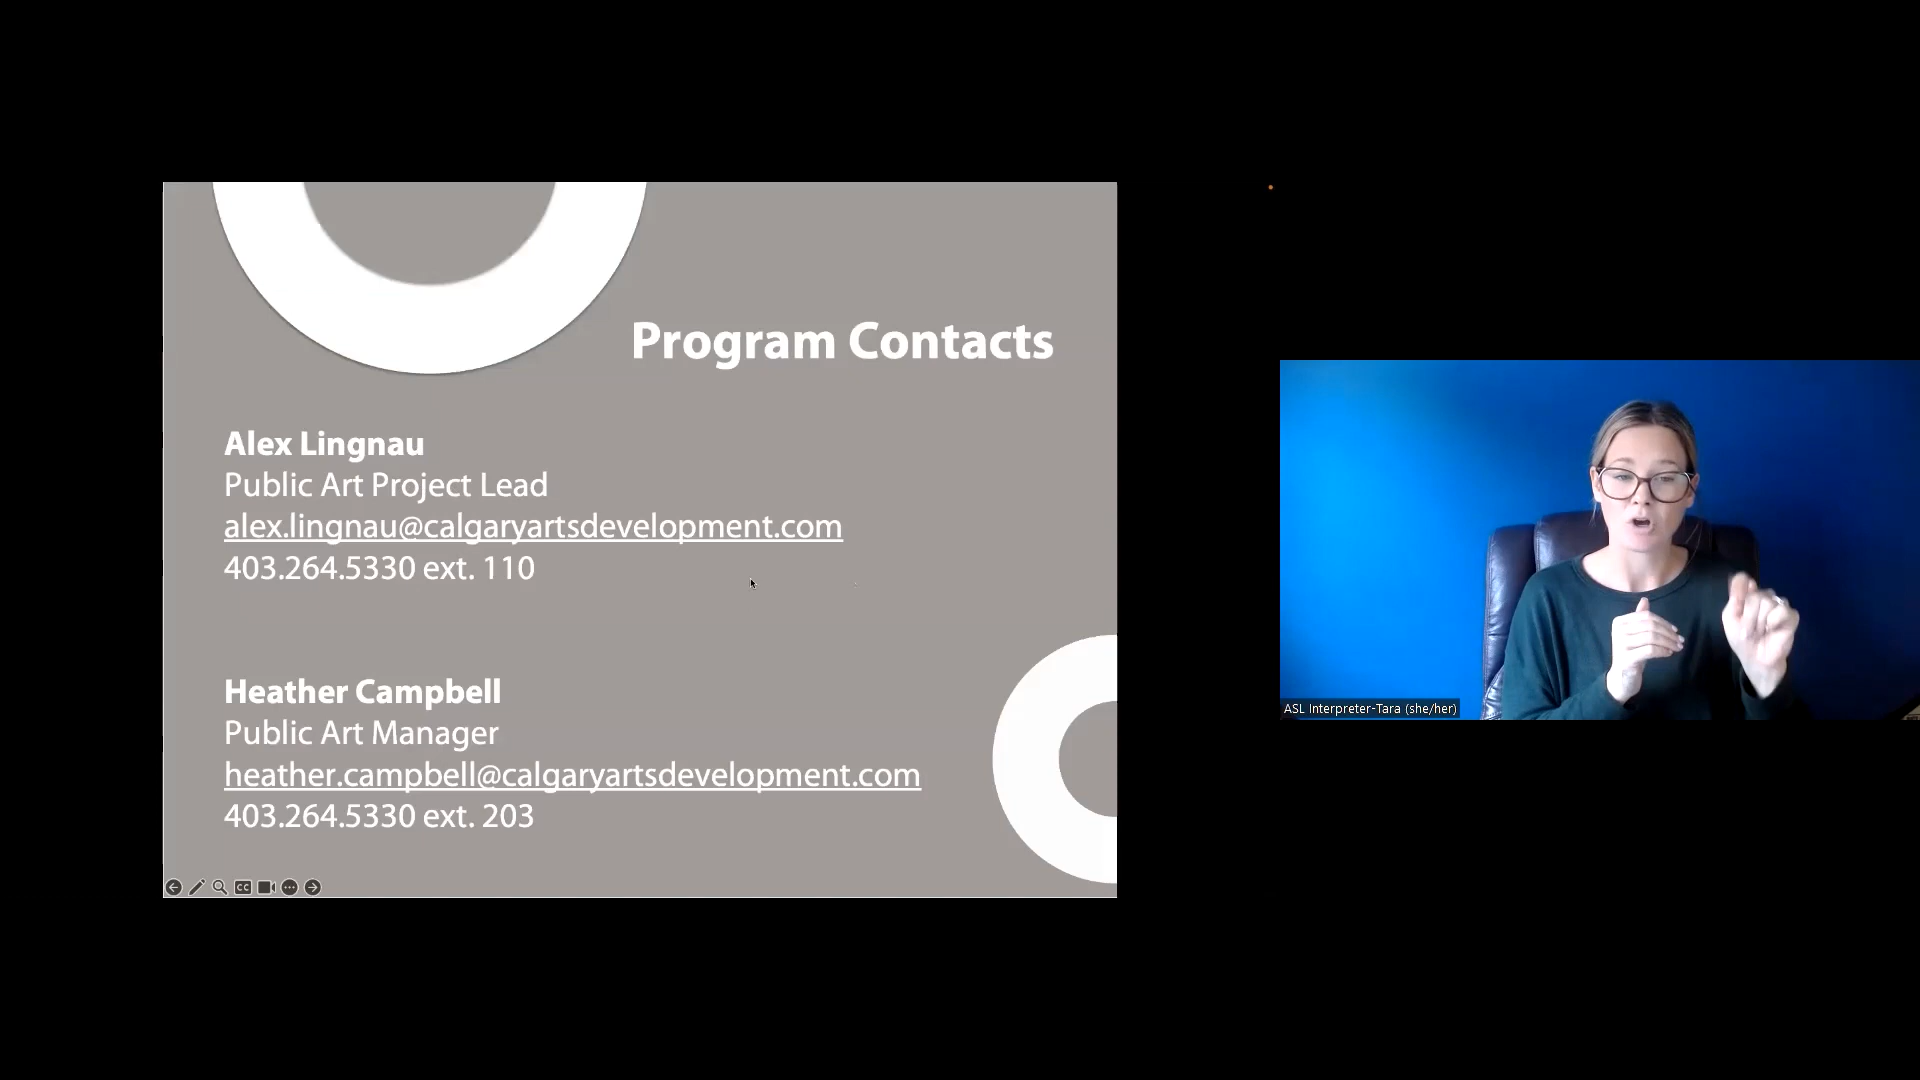 Program Contacts
Alex Lingnau
Public Art Project Lead
alex.lingnau@calgaryartsdevelopment.com
403.264.5330 ext. 110
Heather Campbell
Public Art Manager
heather.campbell@calgaryartsdevelopment.com
403.264.5330 ext. 203
CC
ASL Interpreter-Tara (she/her)